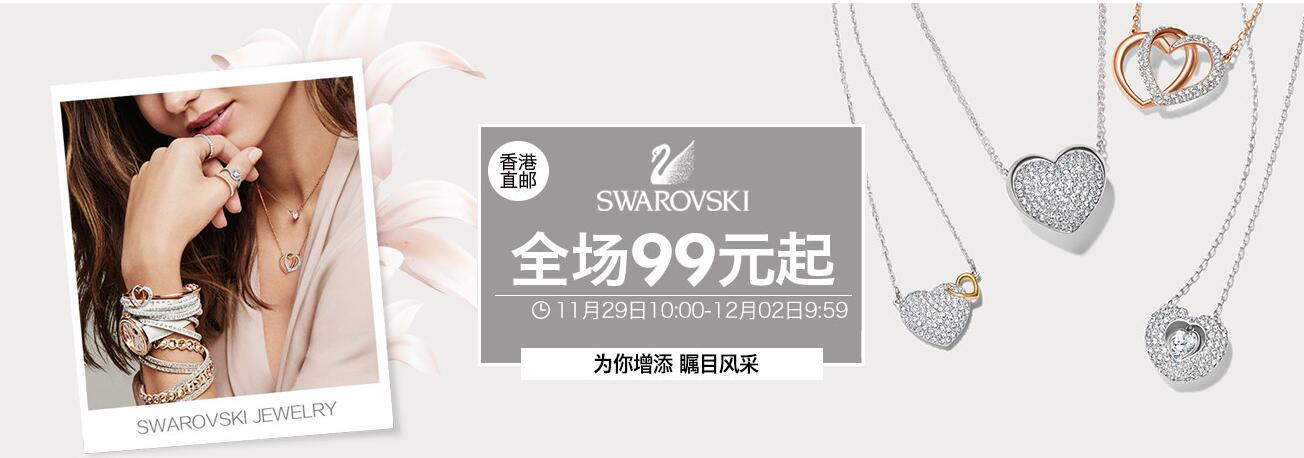 香港
直邮
SWAROVSKI
全场99元起
11月29日10:00-12月02日9:59
为你增添 瞩目风采
SWAROVSKI JEWELRY